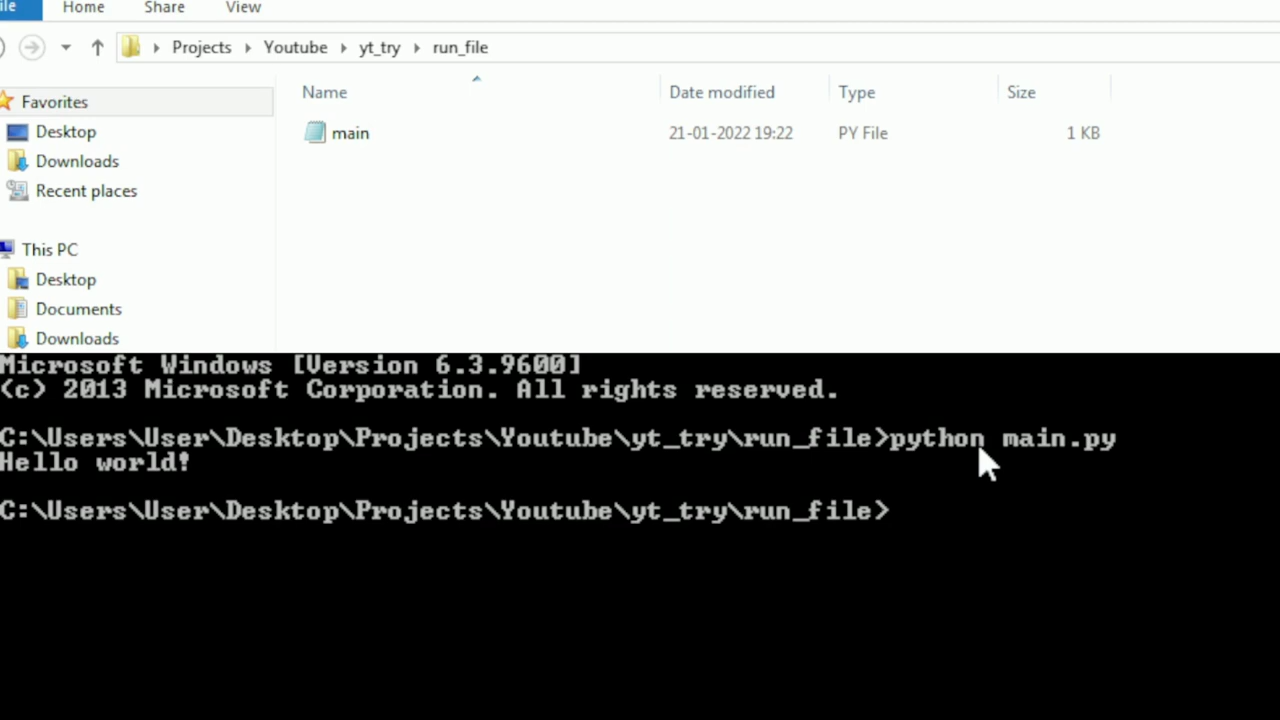 ile Home Share View
Projects Youtube yt_try run_file
Name Date modified Type Size
Favorites
main 21-01-2022 19:22 PY File 1 KB
Desktop
Downloads
Recent places
This PC
Desktop
Documents
Downloads
Microsoft Windows [Version 6.3.9600]
(c) 2013 Microsoft Corporation. All rights reserved.
C:\Users\User\Desktop\Projects\Youtube\yt_try\run_file>python main.py
Hello world!
C:\Users\User\Desktop\Projects\Youtube\yt_try\run_file>